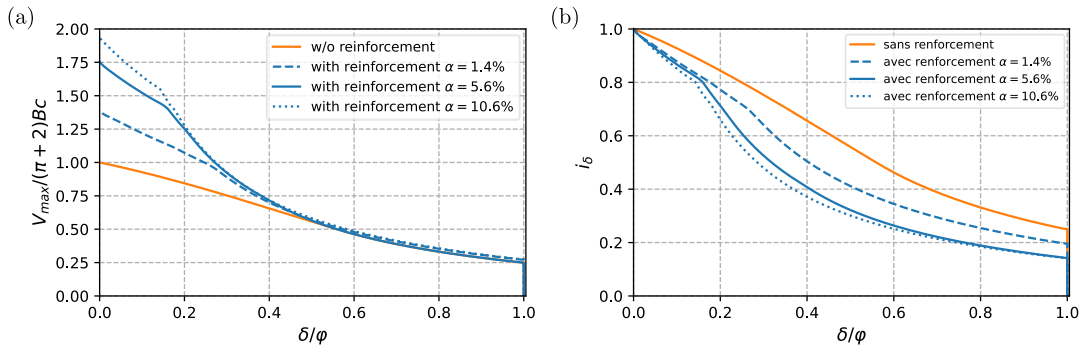 (a)
2.00
1.75
1.50
1.25
1.00
0.75
0.50
0.25
0.00
V_max/(π + 2)Bc
w/o reinforcement
with reinforcement α = 1.4%
with reinforcement α = 5.6%
with reinforcement α = 10.6%
0.0 0.2 0.4 0.6 0.8 1.0
δ/φ
(b)
1.0
0.8
0.6
0.4
0.2
0.0
i_δ
sans renforcement
avec renforcement α = 1.4%
avec renforcement α = 5.6%
avec renforcement α = 10.6%
0.0 0.2 0.4 0.6 0.8 1.0
δ/φ